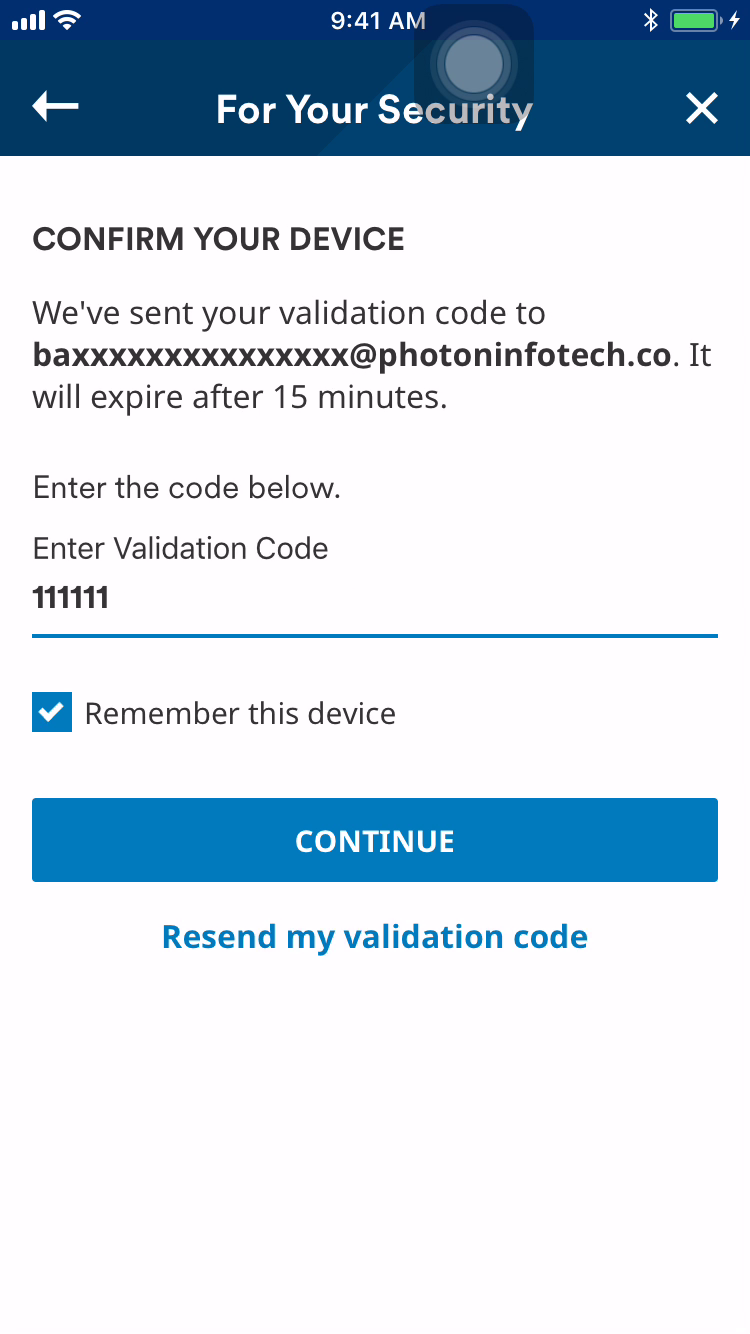 9:41 AM
For Your Security
CONFIRM YOUR DEVICE
We've sent your validation code to
baxxxxxxxxxxxxxxxx@photoninfotech.co. It
will expire after 15 minutes.
Enter the code below.
Enter Validation Code
111111
Remember this device
CONTINUE
Resend my validation code